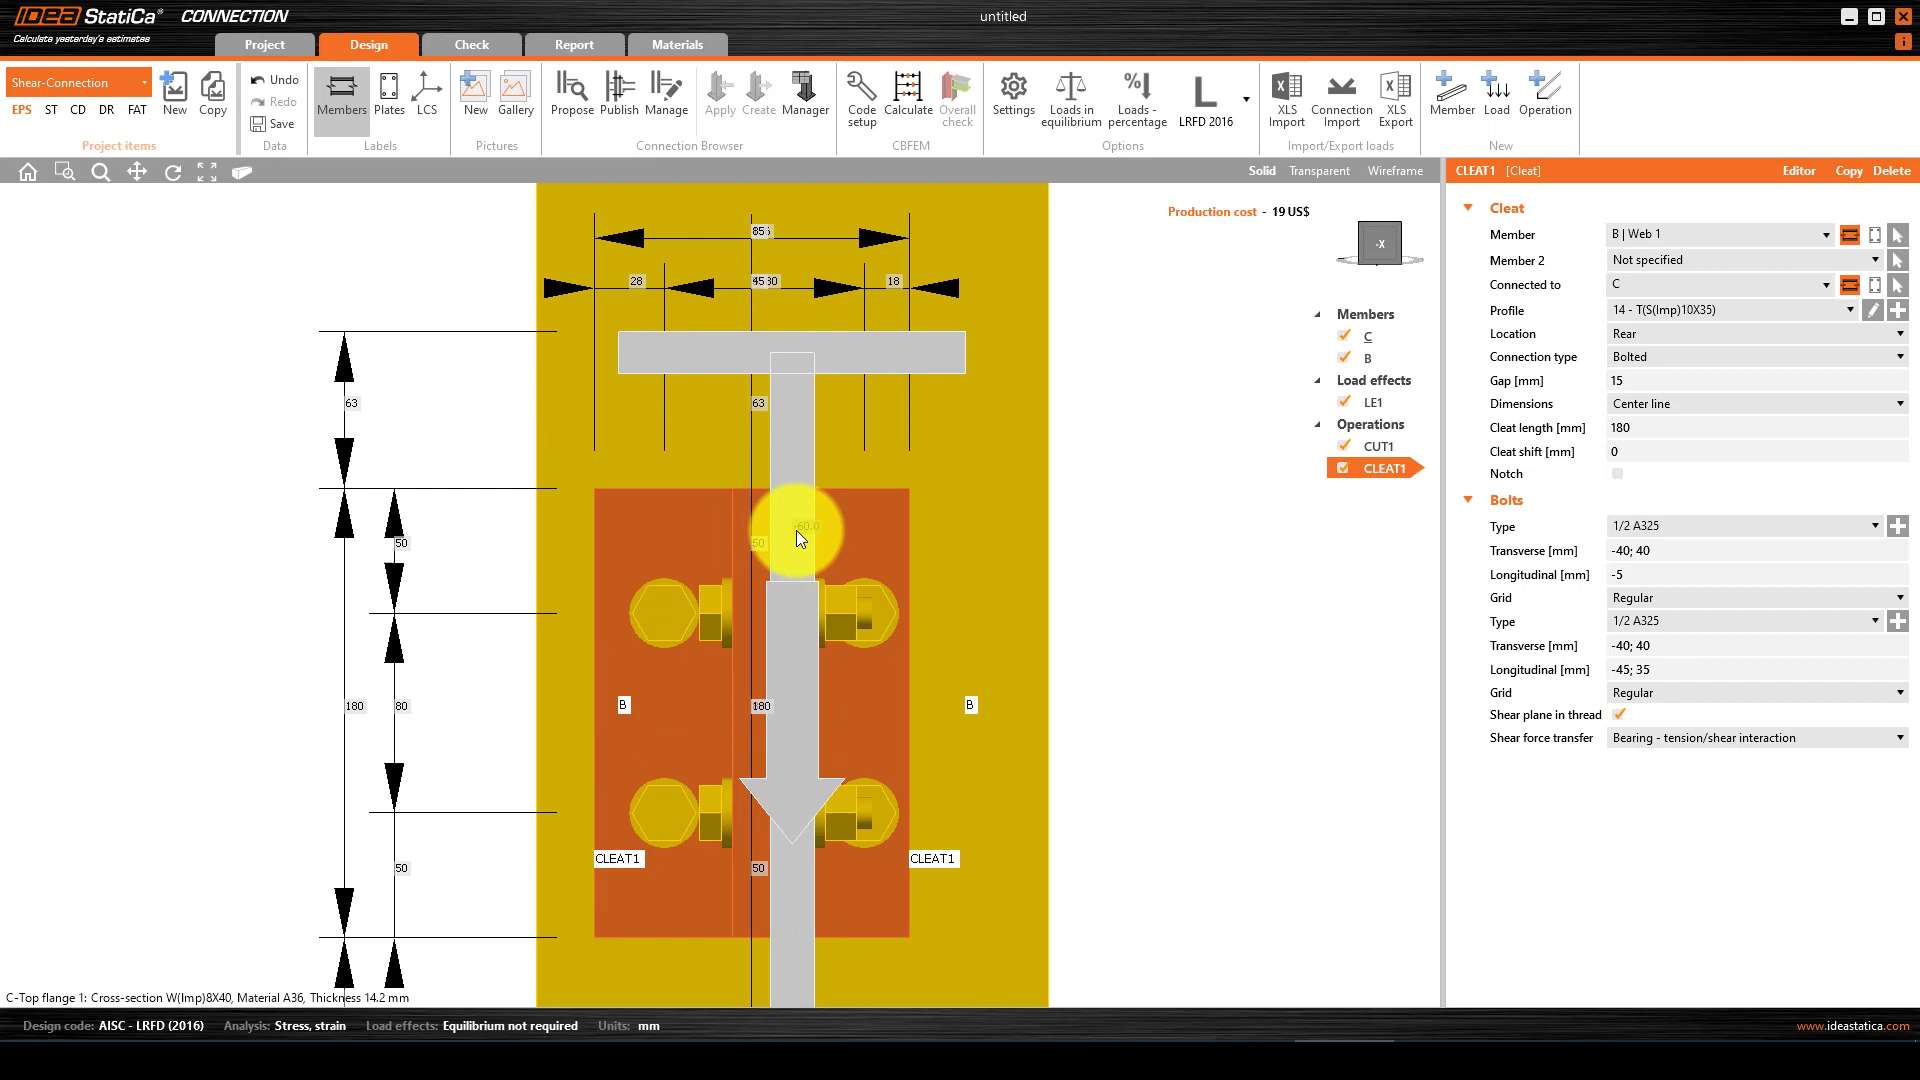 IDEA StatiCa® CONNECTION
Calculate yesterday's estimates
untitled
Project
Design
Check
Report
Materials
Shear-Connection
EPS ST CD DR FAT
New
Copy
Project items
Undo
Redo
Save
Data
Members
Plates
LCS
Labels
New
Gallery
Pictures
Propose
Publish
Manage
Apply
Create
Manager
Connection Browser
Code setup
Calculate
Overall check
CBFEM
Settings
Loads in equilibrium
Loads - percentage
LRFD 2016
Options
XLS Import
Connection Import
XLS Export
Import/Export loads
Member
Load
Operation
New
Solid
Transparent
Wireframe
Production cost - 19 US$
-X
Members
C
B
Load effects
LE1
Operations
CUT1
CLEAT1
28
18
63
63
-60.0
50
50
B
B
180
80
180
CLEAT1
CLEAT1
50
50
C-Top flange 1: Cross-section W(Imp)8X40, Material A36, Thickness 14.2 mm
CLEAT1 [Cleat]
Editor
Copy
Delete
Cleat
Member B | Web 1
Member 2 Not specified
Connected to C
Profile 14 - T(S(Imp)10X35)
Location Rear
Connection type Bolted
Gap [mm] 15
Dimensions Center line
Cleat length [mm] 180
Cleat shift [mm] 0
Notch
Bolts
Type 1/2 A325
Transverse [mm] -40; 40
Longitudinal [mm] -5
Grid Regular
Type 1/2 A325
Transverse [mm] -40; 40
Longitudinal [mm] -45; 35
Grid Regular
Shear plane in thread
Shear force transfer Bearing - tension/shear interaction
Design code: AISC - LRFD (2016) Analysis: Stress, strain Load effects: Equilibrium not required Units: mm
www.ideastatica.com